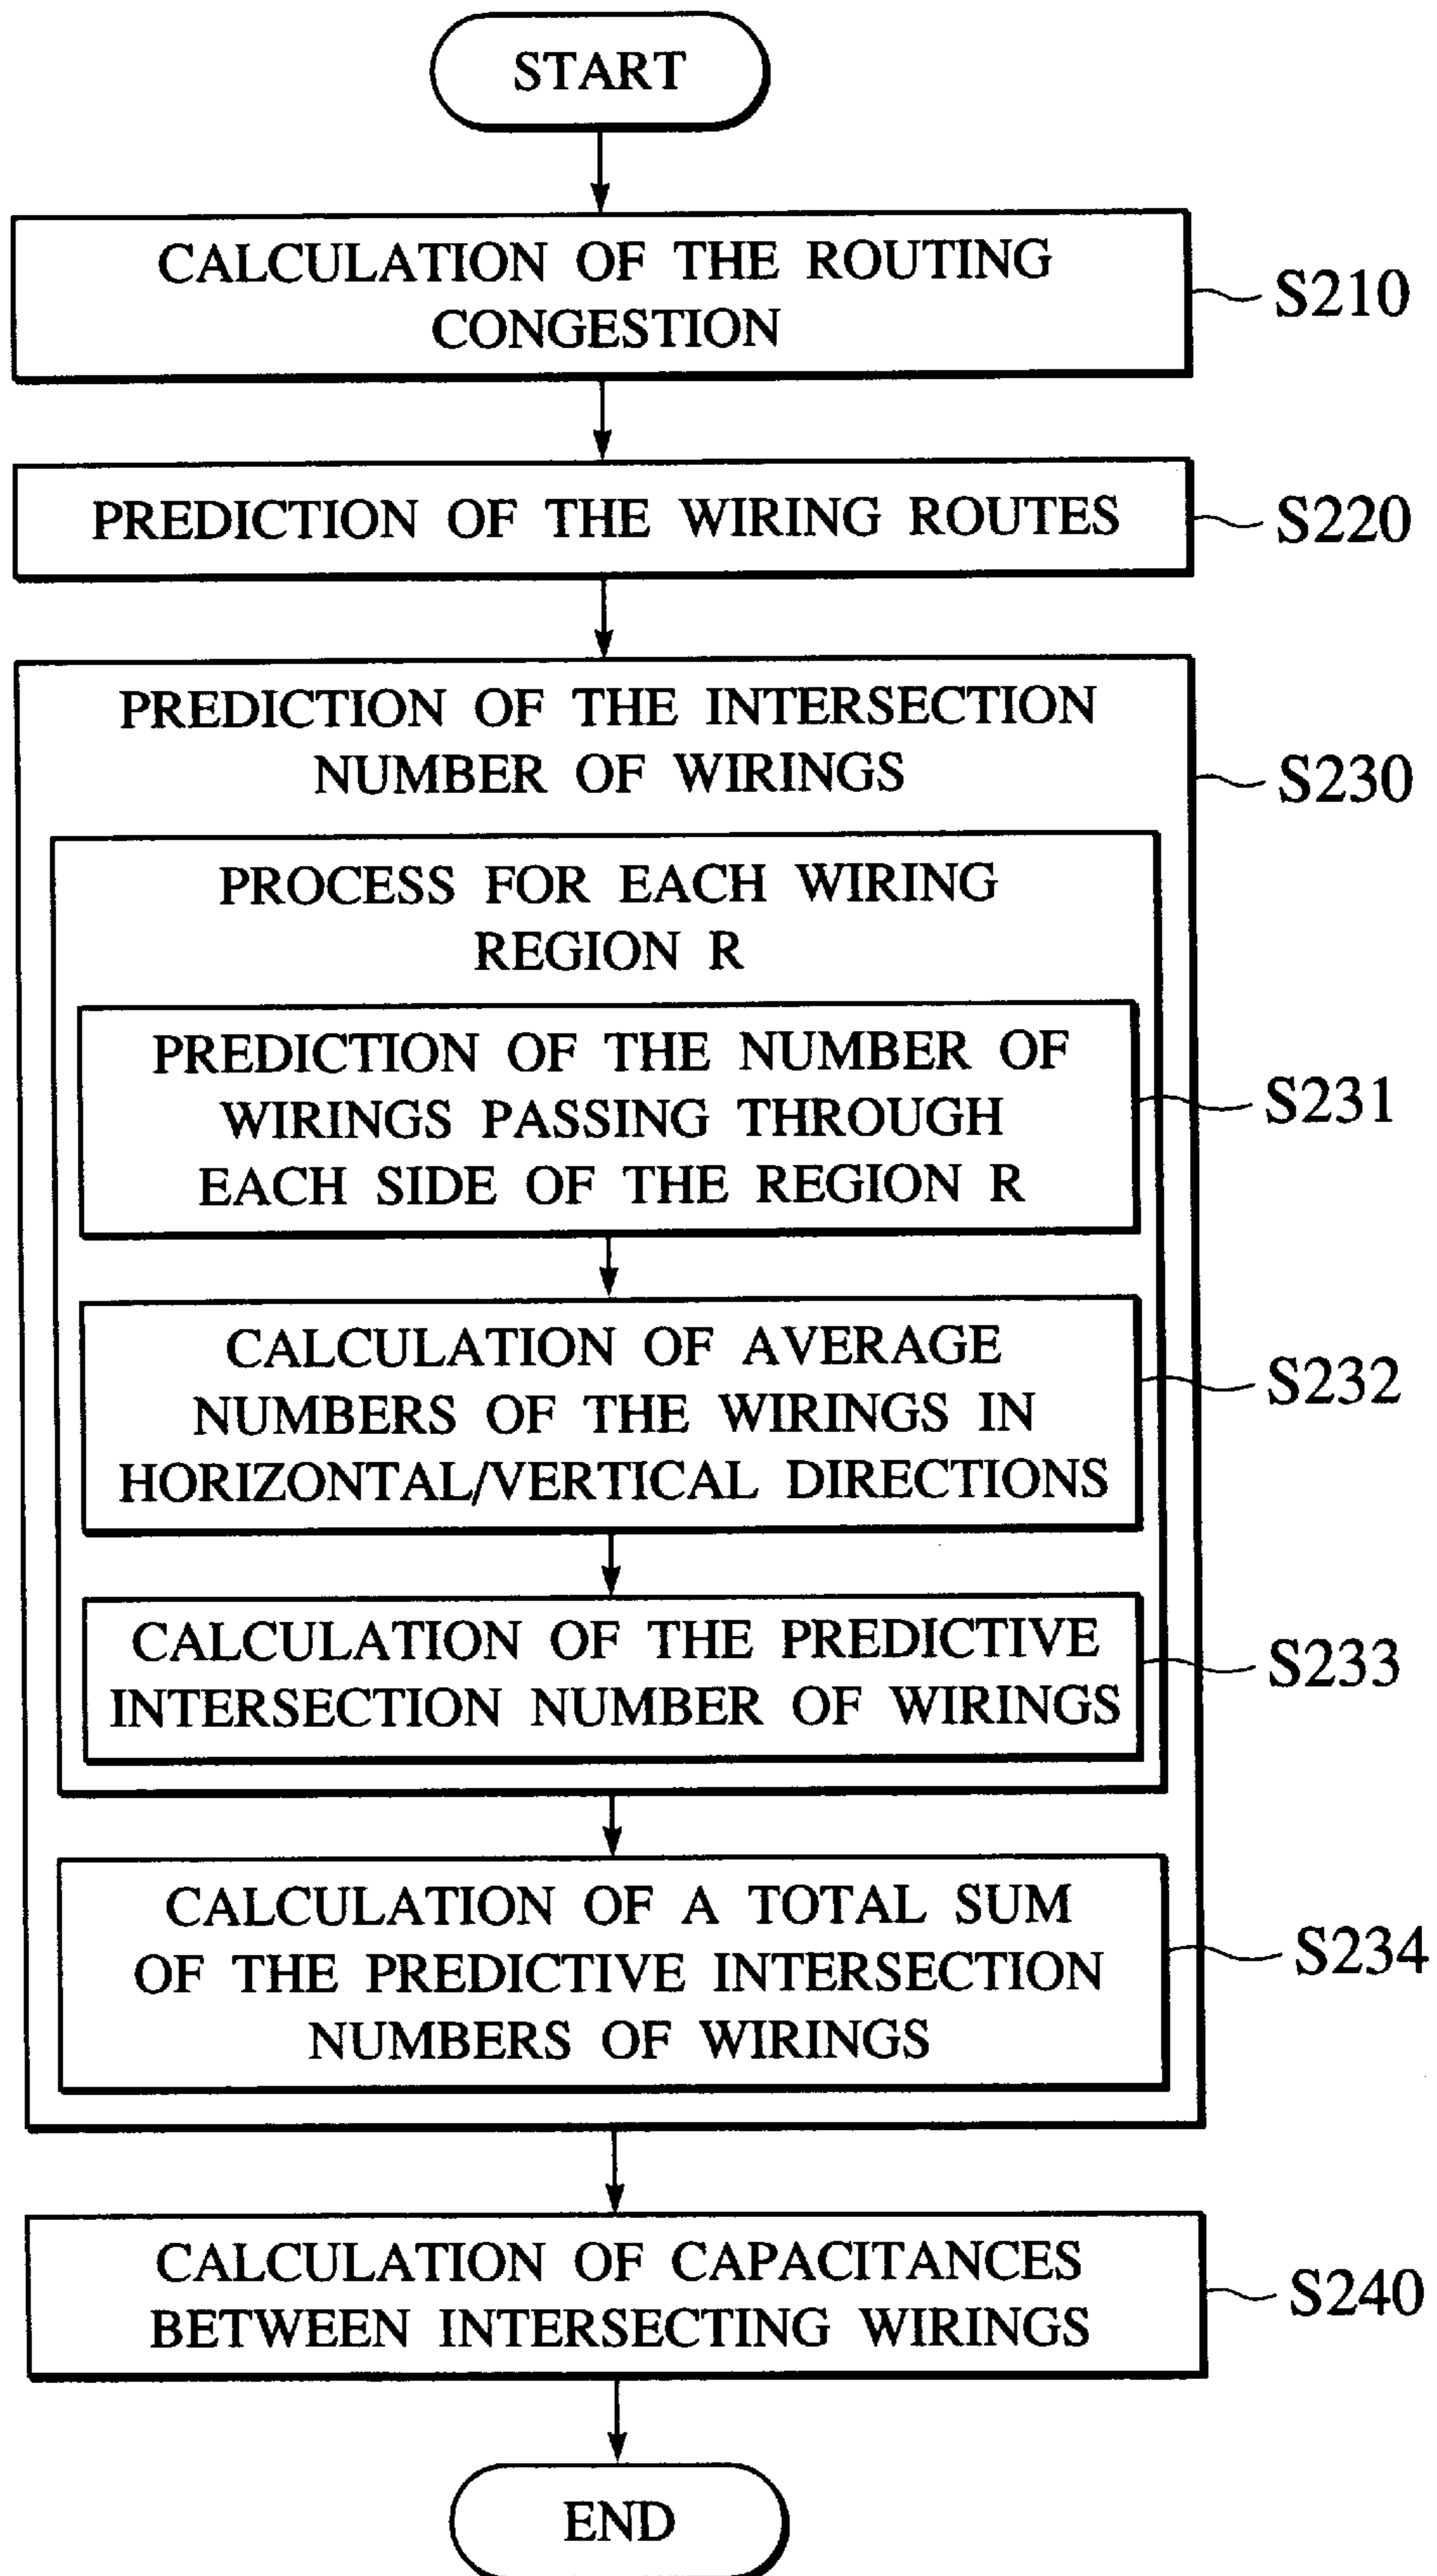 START
CALCULATION OF THE ROUTING
CONGESTION
S210
PREDICTION OF THE WIRING ROUTES
S220
PREDICTION OF THE INTERSECTION
NUMBER OF WIRINGS
S230
PROCESS FOR EACH WIRING
REGION R
PREDICTION OF THE NUMBER OF
WIRINGS PASSING THROUGH
EACH SIDE OF THE REGION R
S231
CALCULATION OF AVERAGE
NUMBERS OF THE WIRINGS IN
HORIZONTAL/VERTICAL DIRECTIONS
S232
CALCULATION OF THE PREDICTIVE
INTERSECTION NUMBER OF WIRINGS
S233
CALCULATION OF A TOTAL SUM
OF THE PREDICTIVE INTERSECTION
NUMBERS OF WIRINGS
S234
CALCULATION OF CAPACITANCES
BETWEEN INTERSECTING WIRINGS
S240
END